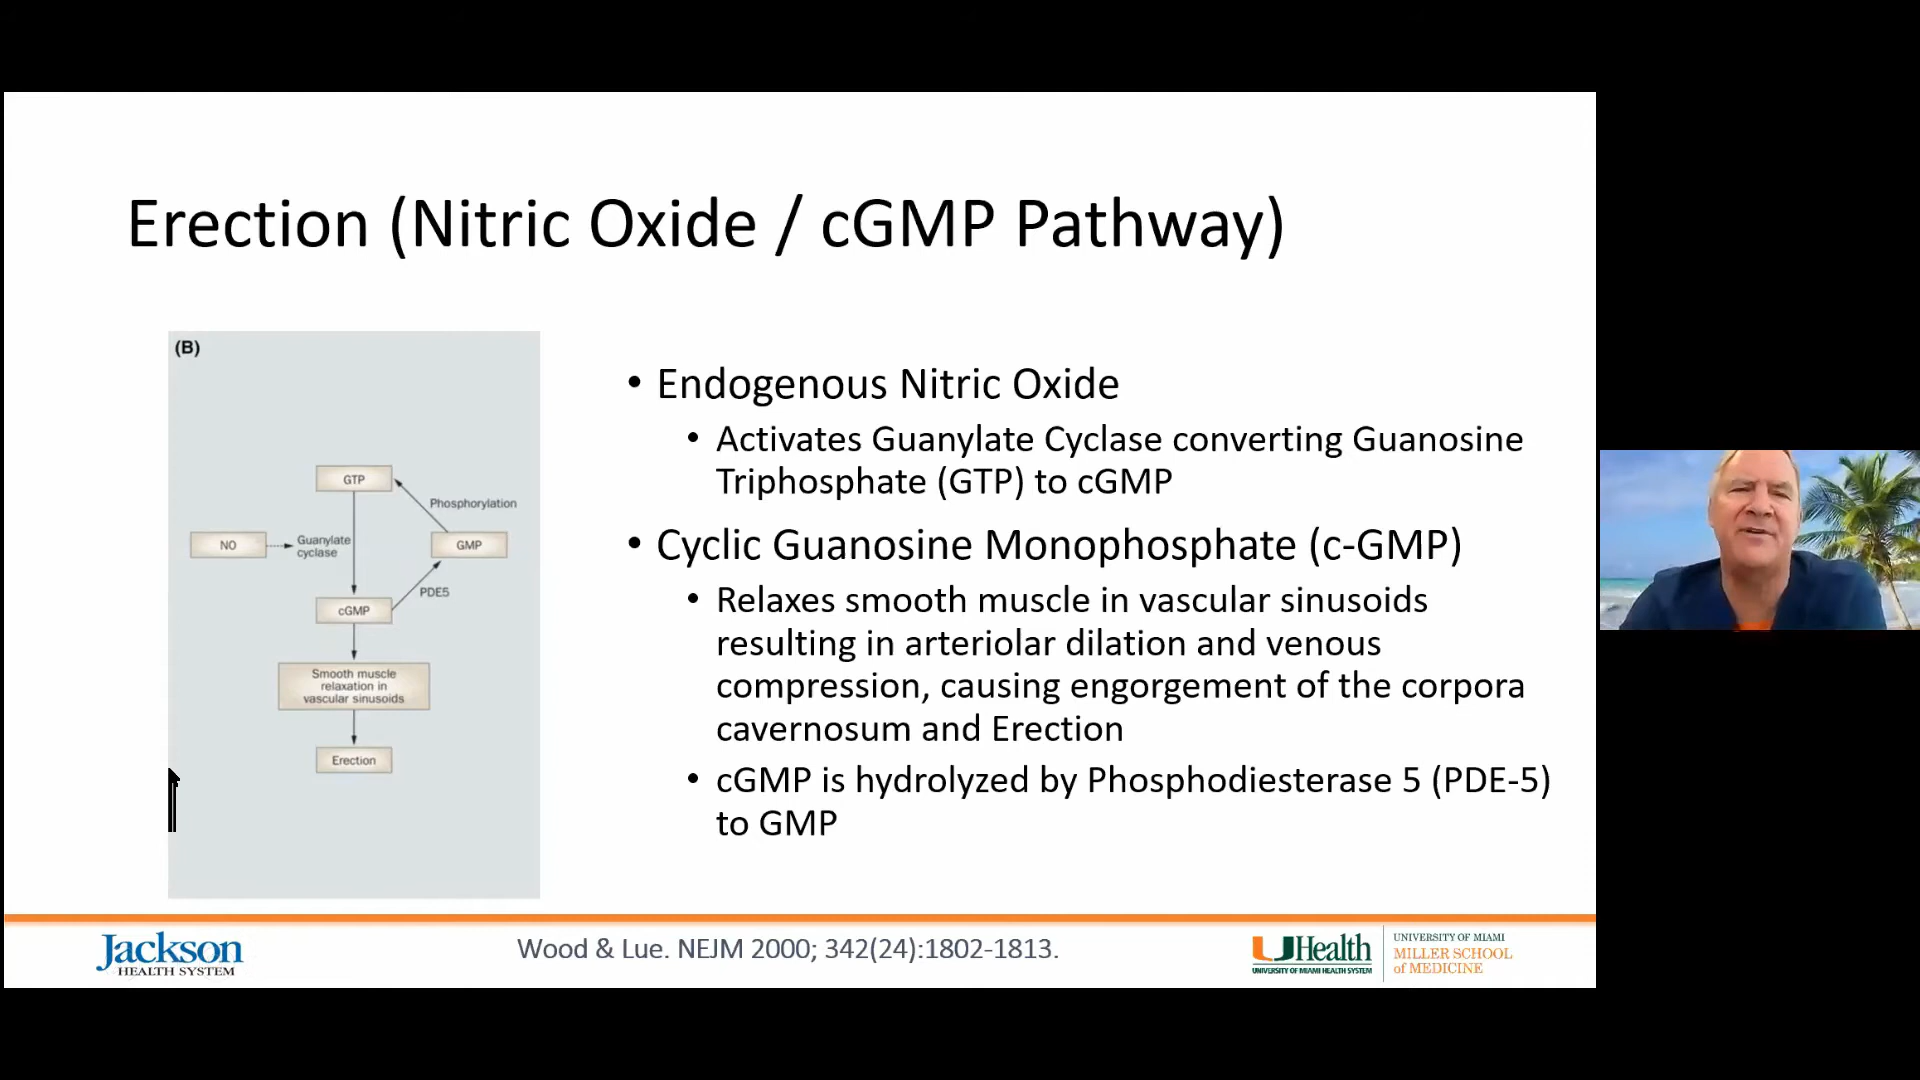 Erection (Nitric Oxide / cGMP Pathway)
(B)
GTP
Phosphorylation
NO
Guanylate
cyclase
GMP
PDE5
cGMP
Smooth muscle
relaxation in
vascular sinusoids
Erection
• Endogenous Nitric Oxide
• Activates Guanylate Cyclase converting Guanosine
Triphosphate (GTP) to cGMP
• Cyclic Guanosine Monophosphate (c-GMP)
• Relaxes smooth muscle in vascular sinusoids
resulting in arteriolar dilation and venous
compression, causing engorgement of the corpora
cavernosum and Erection
• cGMP is hydrolyzed by Phosphodiesterase 5 (PDE-5)
to GMP
Jackson
HEALTH SYSTEM
Wood & Lue. NEJM 2000; 342(24):1802-1813.
UHealth
UNIVERSITY OF MIAMI HEALTH SYSTEM
UNIVERSITY OF MIAMI
MILLER SCHOOL
of MEDICINE